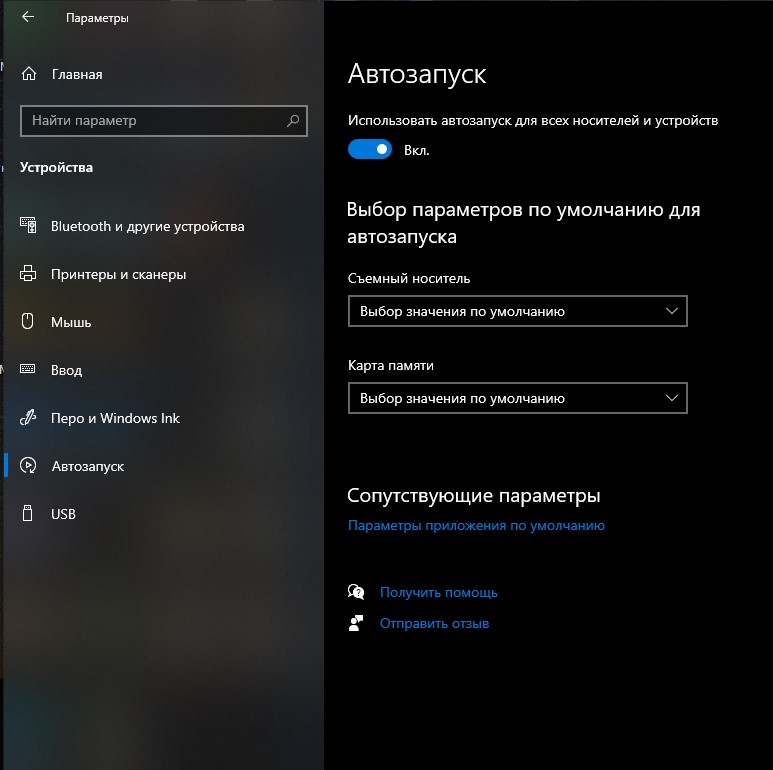 Параметры
Главная
Найти параметр
Устройства
Bluetooth и другие устройства
Принтеры и сканеры
Мышь
Ввод
Перо и Windows Ink
Автозапуск
USB
Автозапуск
Использовать автозапуск для всех носителей и устройств
Вкл.
Выбор параметров по умолчанию для
автозапуска
Съемный носитель
Выбор значения по умолчанию
Карта памяти
Выбор значения по умолчанию
Сопутствующие параметры
Параметры приложения по умолчанию
Получить помощь
Отправить отзыв